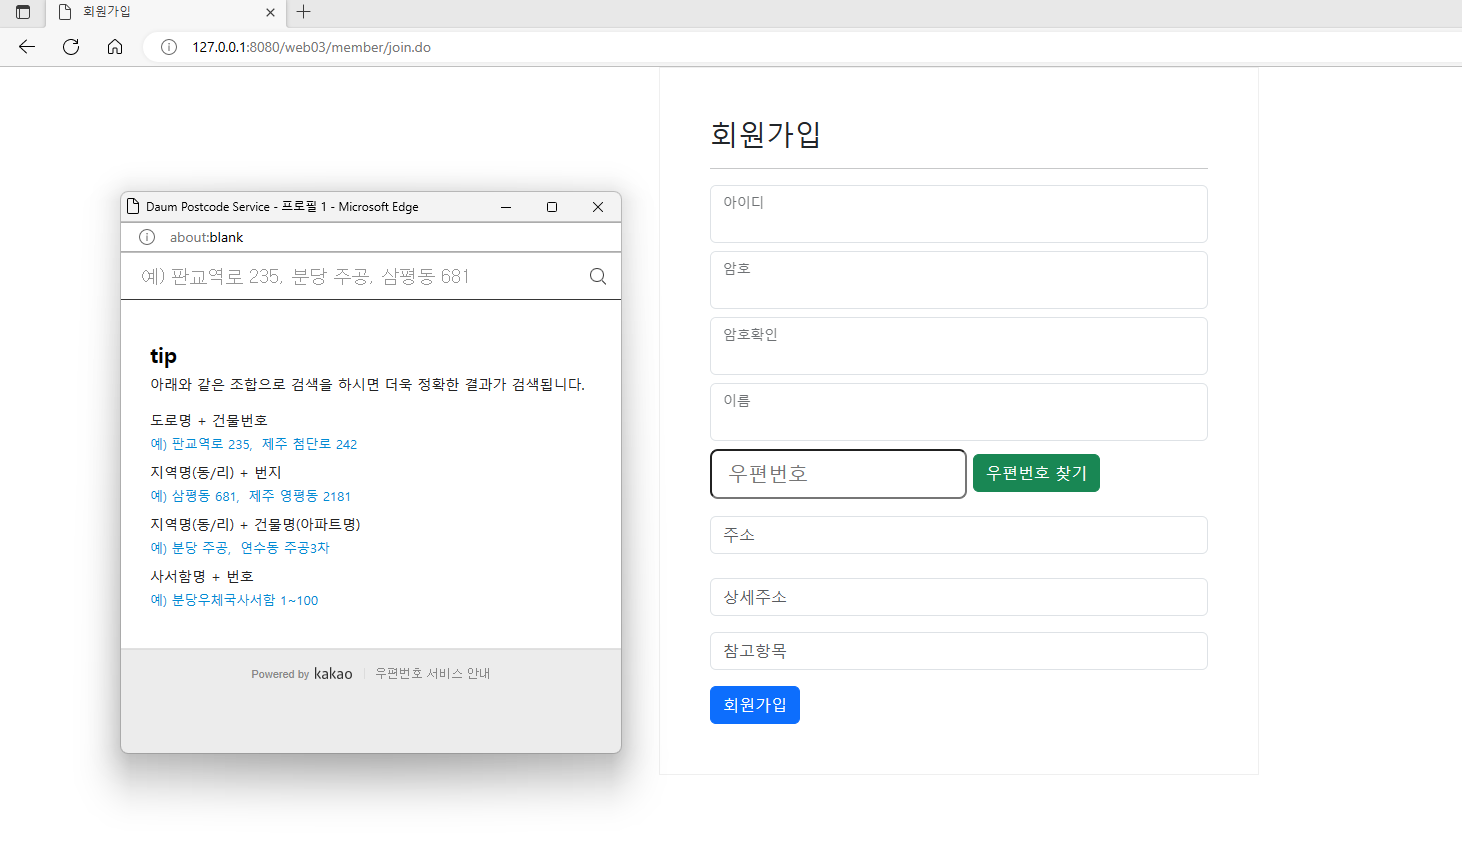 회원가입
127.0.0.1:8080/web03/member/join.do
Daum Postcode Service - 프로필 1 - Microsoft Edge
about:blank
예) 판교역로 235, 분당 주공, 삼평동 681
tip
아래와 같은 조합으로 검색을 하시면 더욱 정확한 결과가 검색됩니다.
도로명 + 건물번호
예) 판교역로 235, 제주 첨단로 242
지역명(동/리) + 번지
예) 삼평동 681, 제주 영평동 2181
지역명(동/리) + 건물명(아파트명)
예) 분당 주공, 연수동 주공3차
사서함명 + 번호
예) 분당우체국사서함 1~100
Powered by kakao 우편번호 서비스 안내
회원가입
아이디
암호
암호확인
이름
우편번호 우편번호 찾기
주소
상세주소
참고항목
회원가입